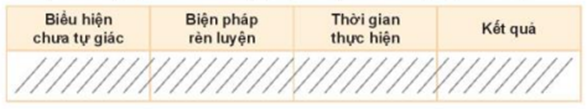 Biểu hiện
chưa tự giác
Biện pháp
rèn luyện
Thời gian
thực hiện
Kết quả